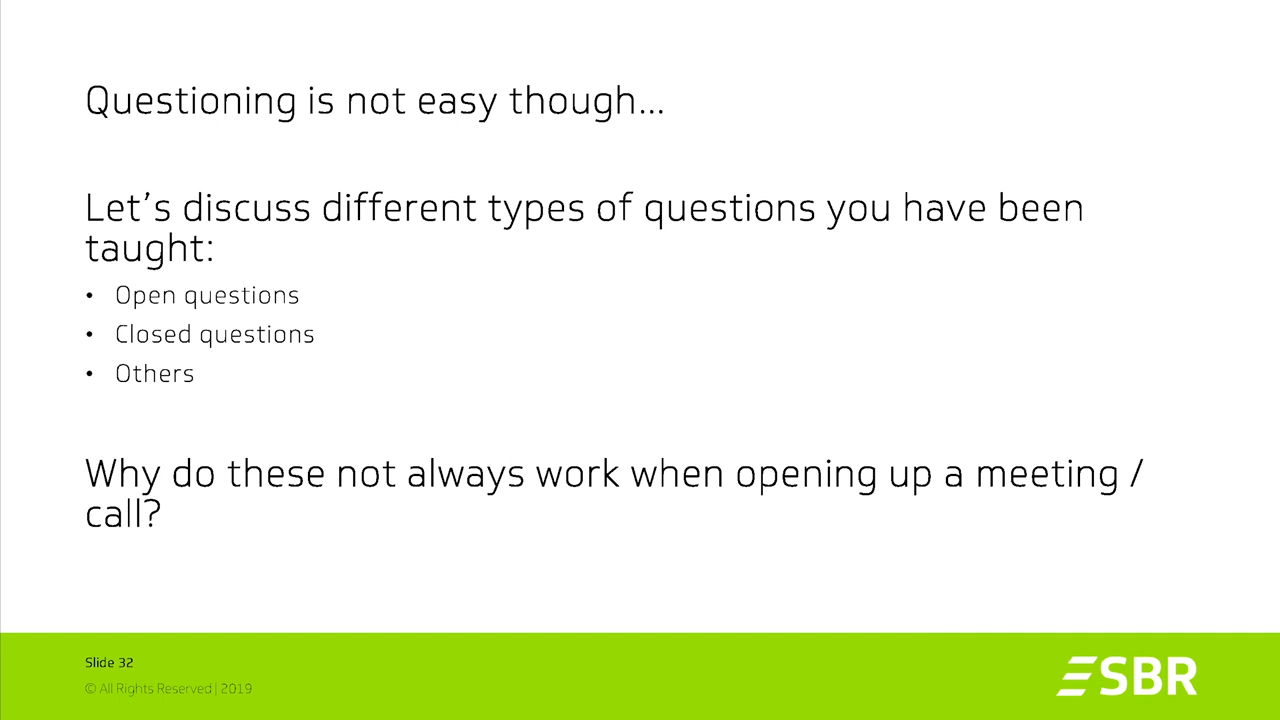 Questioning is not easy though...
Let's discuss different types of questions you have been
taught:
• Open questions
• Closed questions
• Others
Why do these not always work when opening up a meeting /
call?
Slide 32
© All Rights Reserved | 2019
SBR